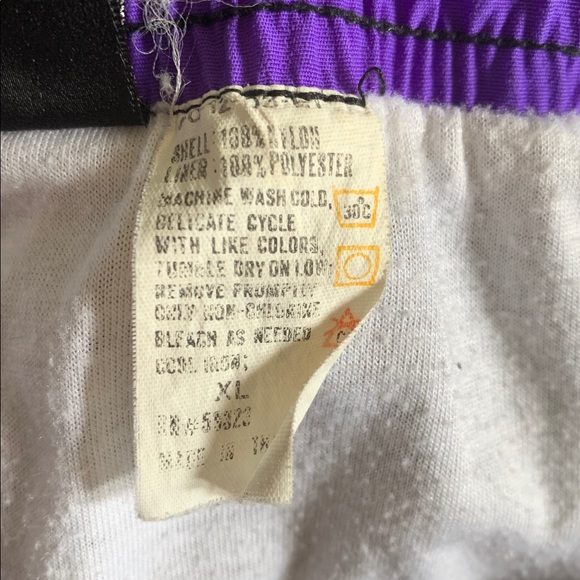 SHELL: 100% NYLON
LINER: 100% POLYESTER
MACHINE WASH COLD,
30°C
DELICATE CYCLE
WITH LIKE COLORS,
TUMBLE DRY ON LOW,
REMOVE PROMPTLY
ONLY NON-CHLORINE
BLEACH AS NEEDED
COOL IRON;
XL
MADE IN